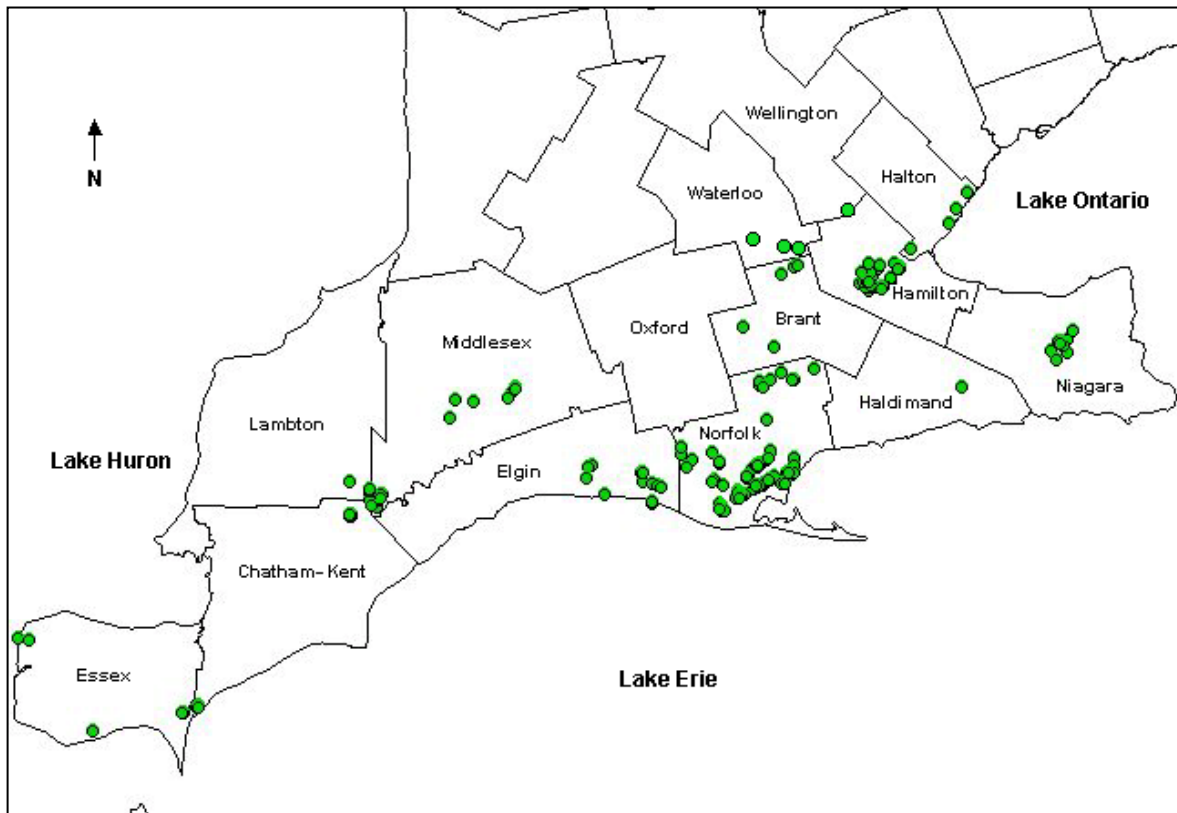 Wellington
N
Halton
Waterloo
Lake Ontario
Hamilton
Oxford
Brant
Middlesex
Niagara
Haldimand
Lambton
Norfolk
Lake Huron
Elgin
Chatham-Kent
Essex
Lake Erie